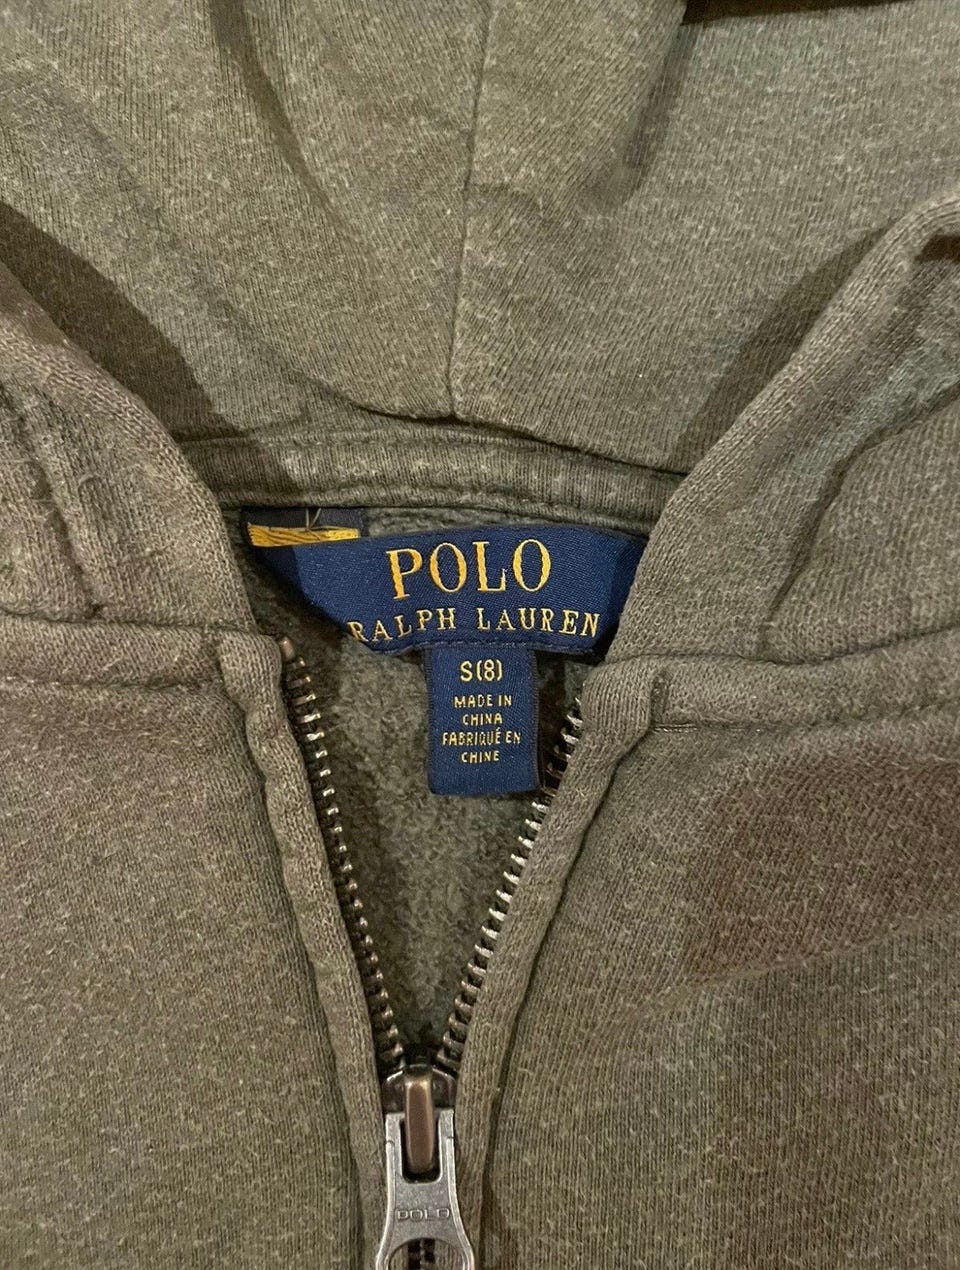 POLO
RALPH LAUREN
S(8)
MADE IN
CHINA
FABRIQUÉ EN
CHINE
POLO